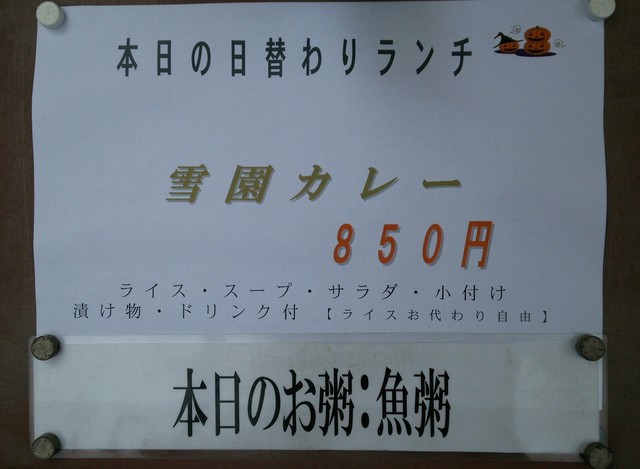 本日の日替わりランチ
雪園カレー
850円
ライス・スープ・サラダ・小付け
漬け物・ドリンク付 【ライスお代わり自由】
本日のお粥:魚粥